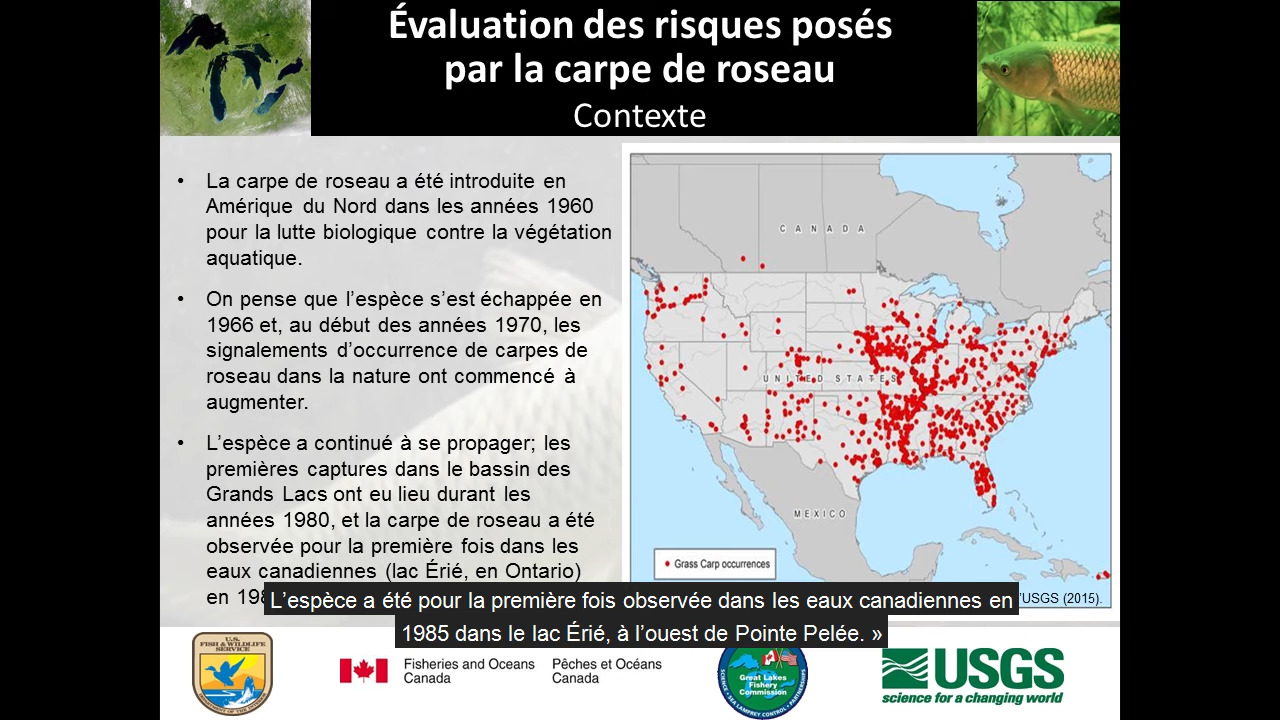 Évaluation des risques posés
par la carpe de roseau
Contexte
• La carpe de roseau a été introduite en
Amérique du Nord dans les années 1960
pour la lutte biologique contre la végétation
aquatique.
• On pense que l’espèce s’est échappée en
1966 et, au début des années 1970, les
signalements d’occurrence de carpes de
roseau dans la nature ont commencé à
augmenter.
• L’espèce a continué à se propager; les
premières captures dans le bassin des
Grands Lacs ont eu lieu durant les
années 1980, et la carpe de roseau a été
observée pour la première fois dans les
eaux canadiennes (lac Érié, en Ontario)
en 198
CANADA
UNITED STATES
MEXICO
Grass Carp occurrences
’USGS (2015).
L’espèce a été pour la première fois observée dans les eaux canadiennes en
1985 dans le lac Érié, à l’ouest de Pointe Pelée. »
U.S.
FISH & WILDLIFE
SERVICE
Fisheries and Oceans
Canada
Pêches et Océans
Canada
Great Lakes
Fishery
Commission
USGS
science for a changing world